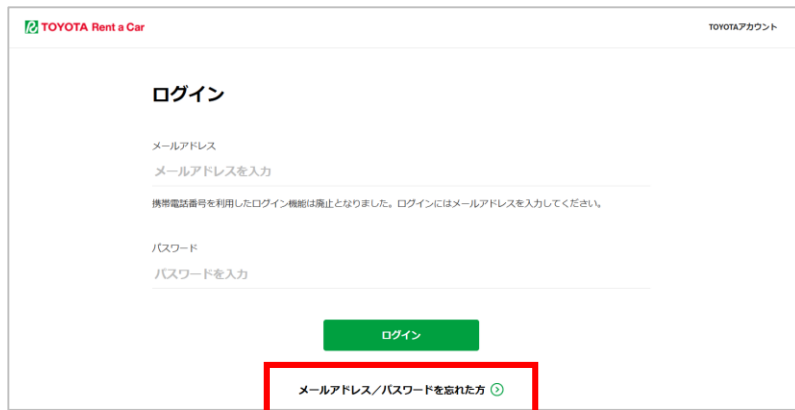 TOYOTA Rent a Car
TOYOTAアカウント
ログイン
メールアドレス
メールアドレスを入力
携帯電話番号を利用したログイン機能は廃止となりました。ログインにはメールアドレスを入力してください。
パスワード
パスワードを入力
ログイン
メールアドレス／パスワードを忘れた方